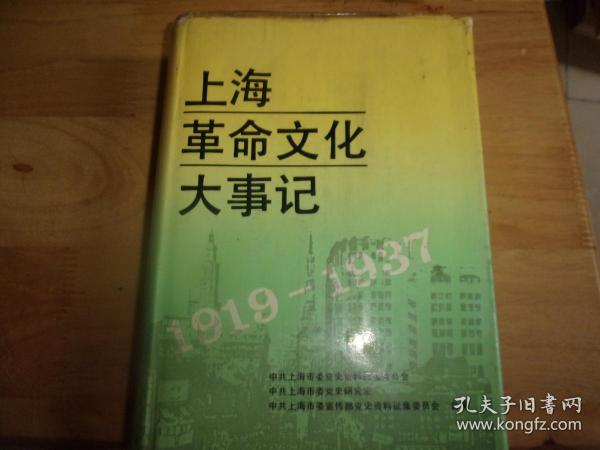 上海
革命文化
大事记
1919-1937
中共上海市委党史资料征集委员会
中共上海市委党史研究室
中共上海市委宣传部党史资料征集委员会
孔夫子旧书网
www.kongfz.com